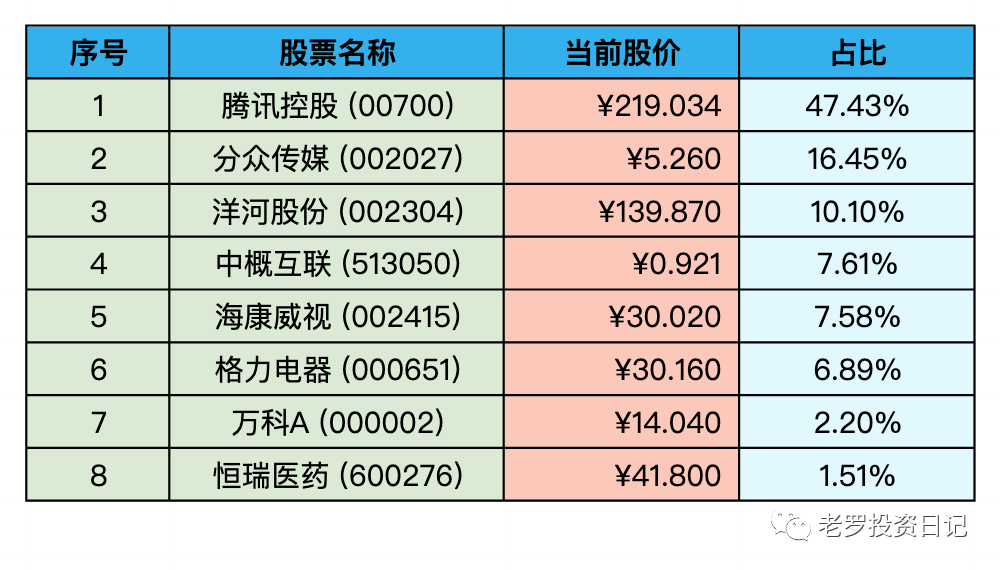 序号 股票名称 当前股价 占比
1 腾讯控股 (00700) ¥219.034 47.43%
2 分众传媒 (002027) ¥5.260 16.45%
3 洋河股份 (002304) ¥139.870 10.10%
4 中概互联 (513050) ¥0.921 7.61%
5 海康威视 (002415) ¥30.020 7.58%
6 格力电器 (000651) ¥30.160 6.89%
7 万科A (000002) ¥14.040 2.20%
8 恒瑞医药 (600276) ¥41.800 1.51%
老罗投资日记